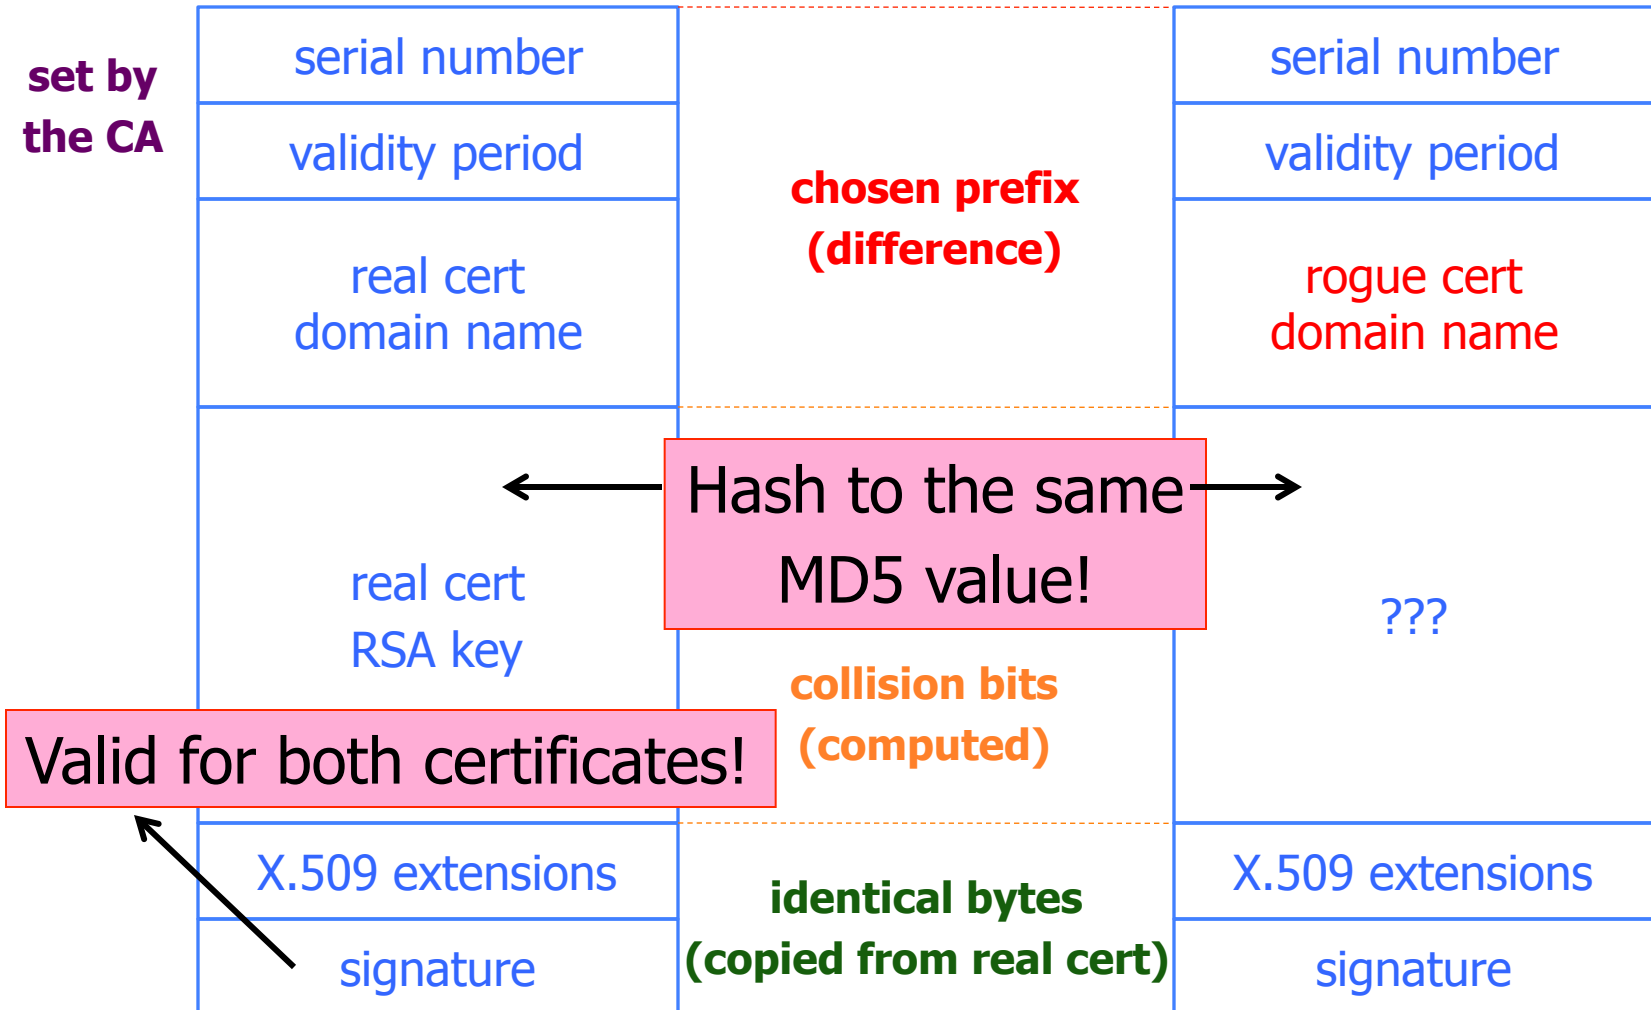 set by
the CA
serial number
validity period
real cert
domain name
real cert
RSA key
Valid for both certificates!
X.509 extensions
signature
chosen prefix
(difference)
Hash to the same
MD5 value!
collision bits
(computed)
identical bytes
(copied from real cert)
serial number
validity period
rogue cert
domain name
???
X.509 extensions
signature